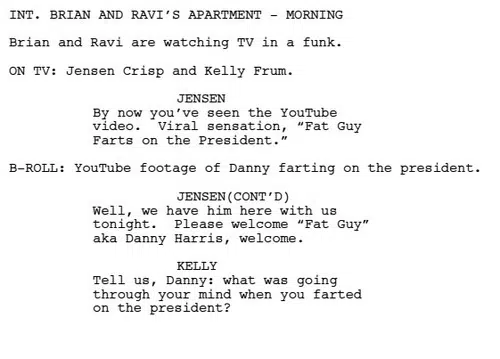 INT. BRIAN AND RAVI’S APARTMENT – MORNING
Brian and Ravi are watching TV in a funk.
ON TV: Jensen Crisp and Kelly Frum.
JENSEN
By now you’ve seen the YouTube
video.  Viral sensation, “Fat Guy
Farts on the President.”
B-ROLL: YouTube footage of Danny farting on the president.
JENSEN(CONT’D)
Well, we have him here with us
tonight.  Please welcome “Fat Guy”
aka Danny Harris, welcome.
KELLY
Tell us, Danny: what was going
through your mind when you farted
on the president?